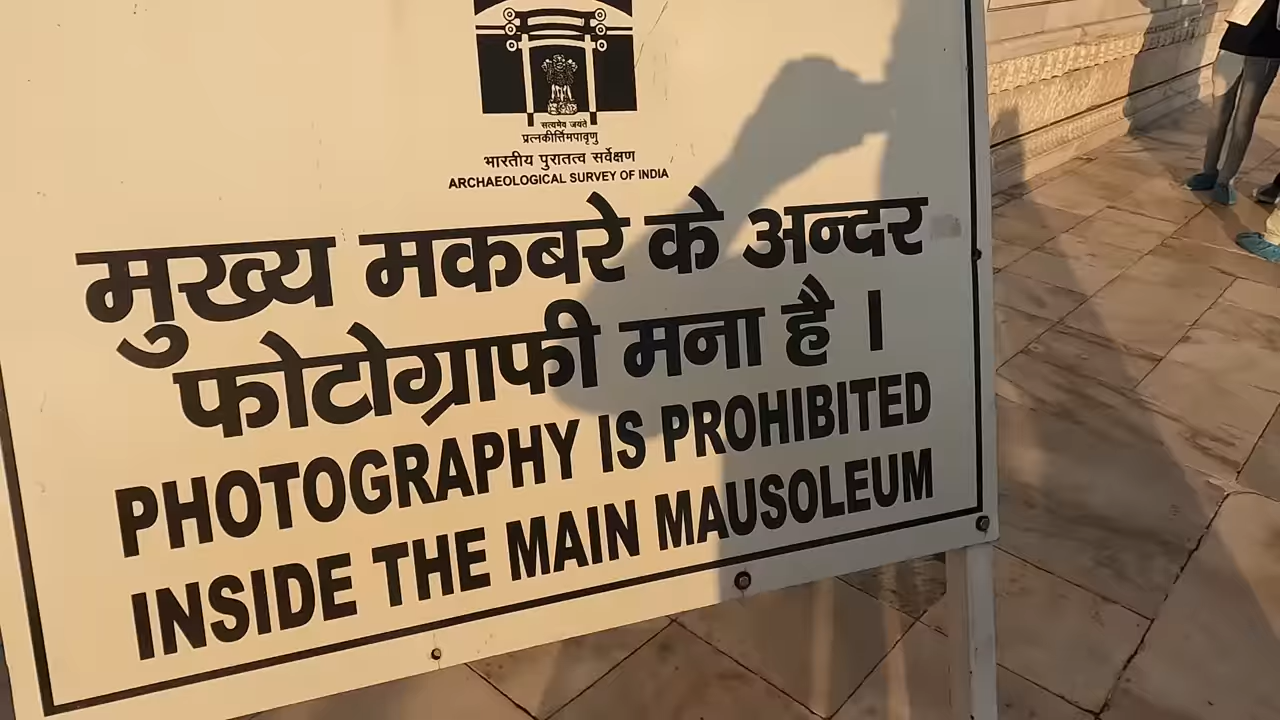 सत्यमेव जयते
प्रत्नकीर्त्तिमपावृणु
भारतीय पुरातत्व सर्वेक्षण
ARCHAEOLOGICAL SURVEY OF INDIA
मुख्य मकबरे के अन्दर
फोटोग्राफी मना है ।
PHOTOGRAPHY IS PROHIBITED
INSIDE THE MAIN MAUSOLEUM